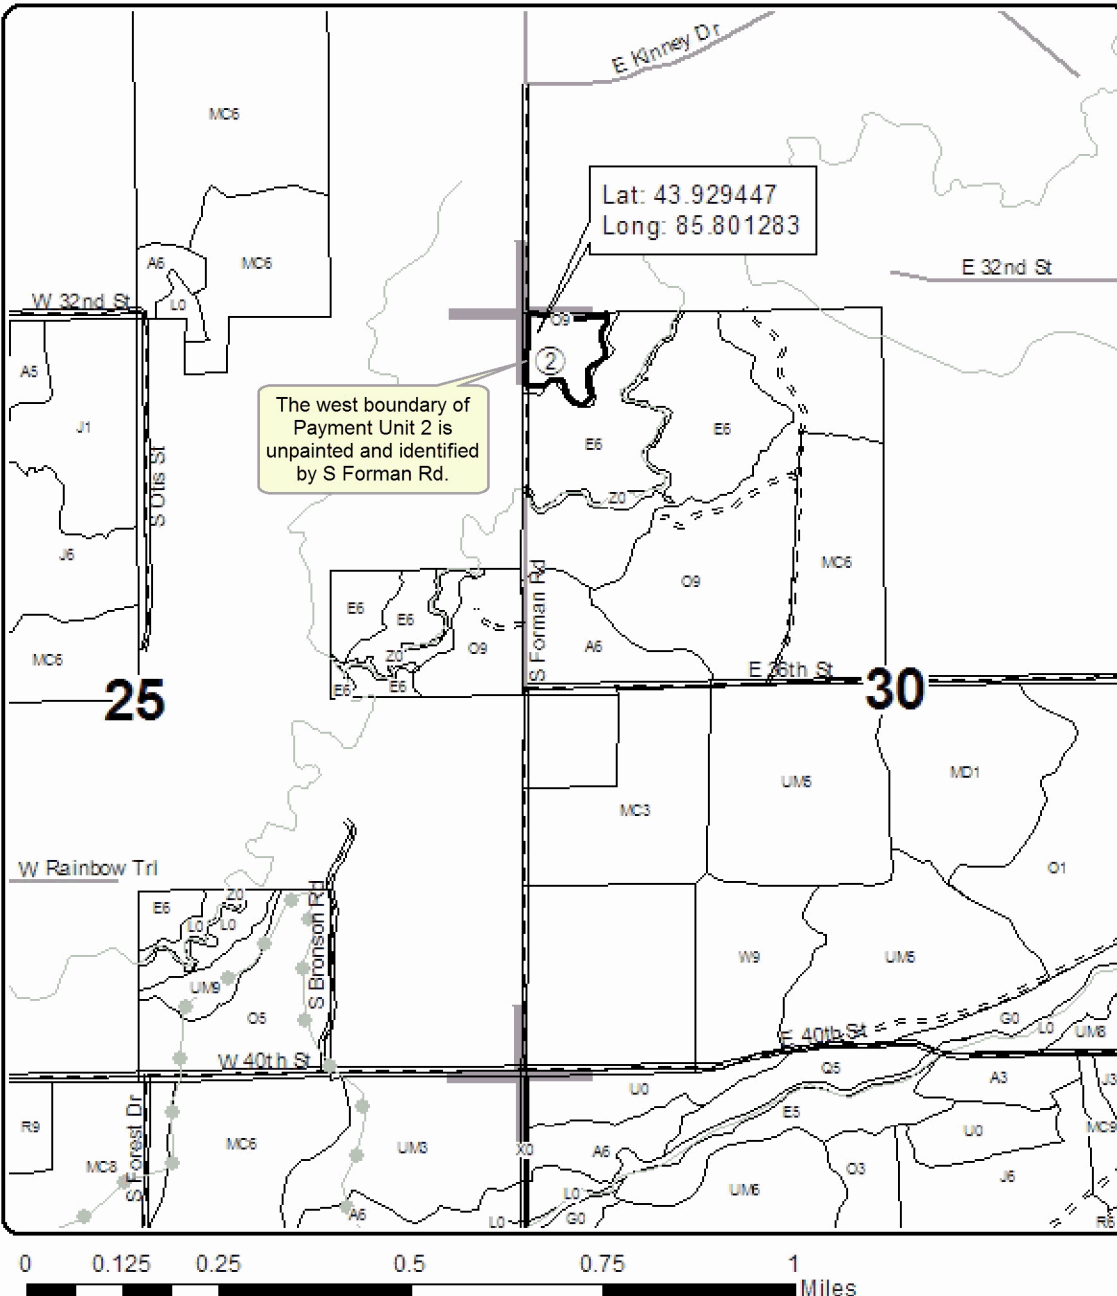 E Kinney Dr
MC6
Lat: 43.929447
Long: 85.801283
A6
MC6
E 32nd St
W 32nd St
L0
O9
A5
2
The west boundary of
Payment Unit 2 is
unpainted and identified
by S Forman Rd.
J1
E6
E6
S Otis St
Z0
J6
MC6
O9
S Forman Rd
E6
E6
O9
A6
Z0
MC6
E6
E6
E 36th St
25
30
MC3
UM5
MD1
O1
W Rainbow Trl
E6
Z0
L0
L0
S Bronson Rd
W9
UM5
UM9
O5
G0
L0
UM8
E 40th St
W 40th St
Q5
A3
J3
U0
E5
R9
S Forest Dr
MC8
MC6
UM3
X0
A6
U0
MC9
O3
J6
UM6
L0
A6
L0
G0
R6
0
0.125
0.25
0.5
0.75
1
Miles